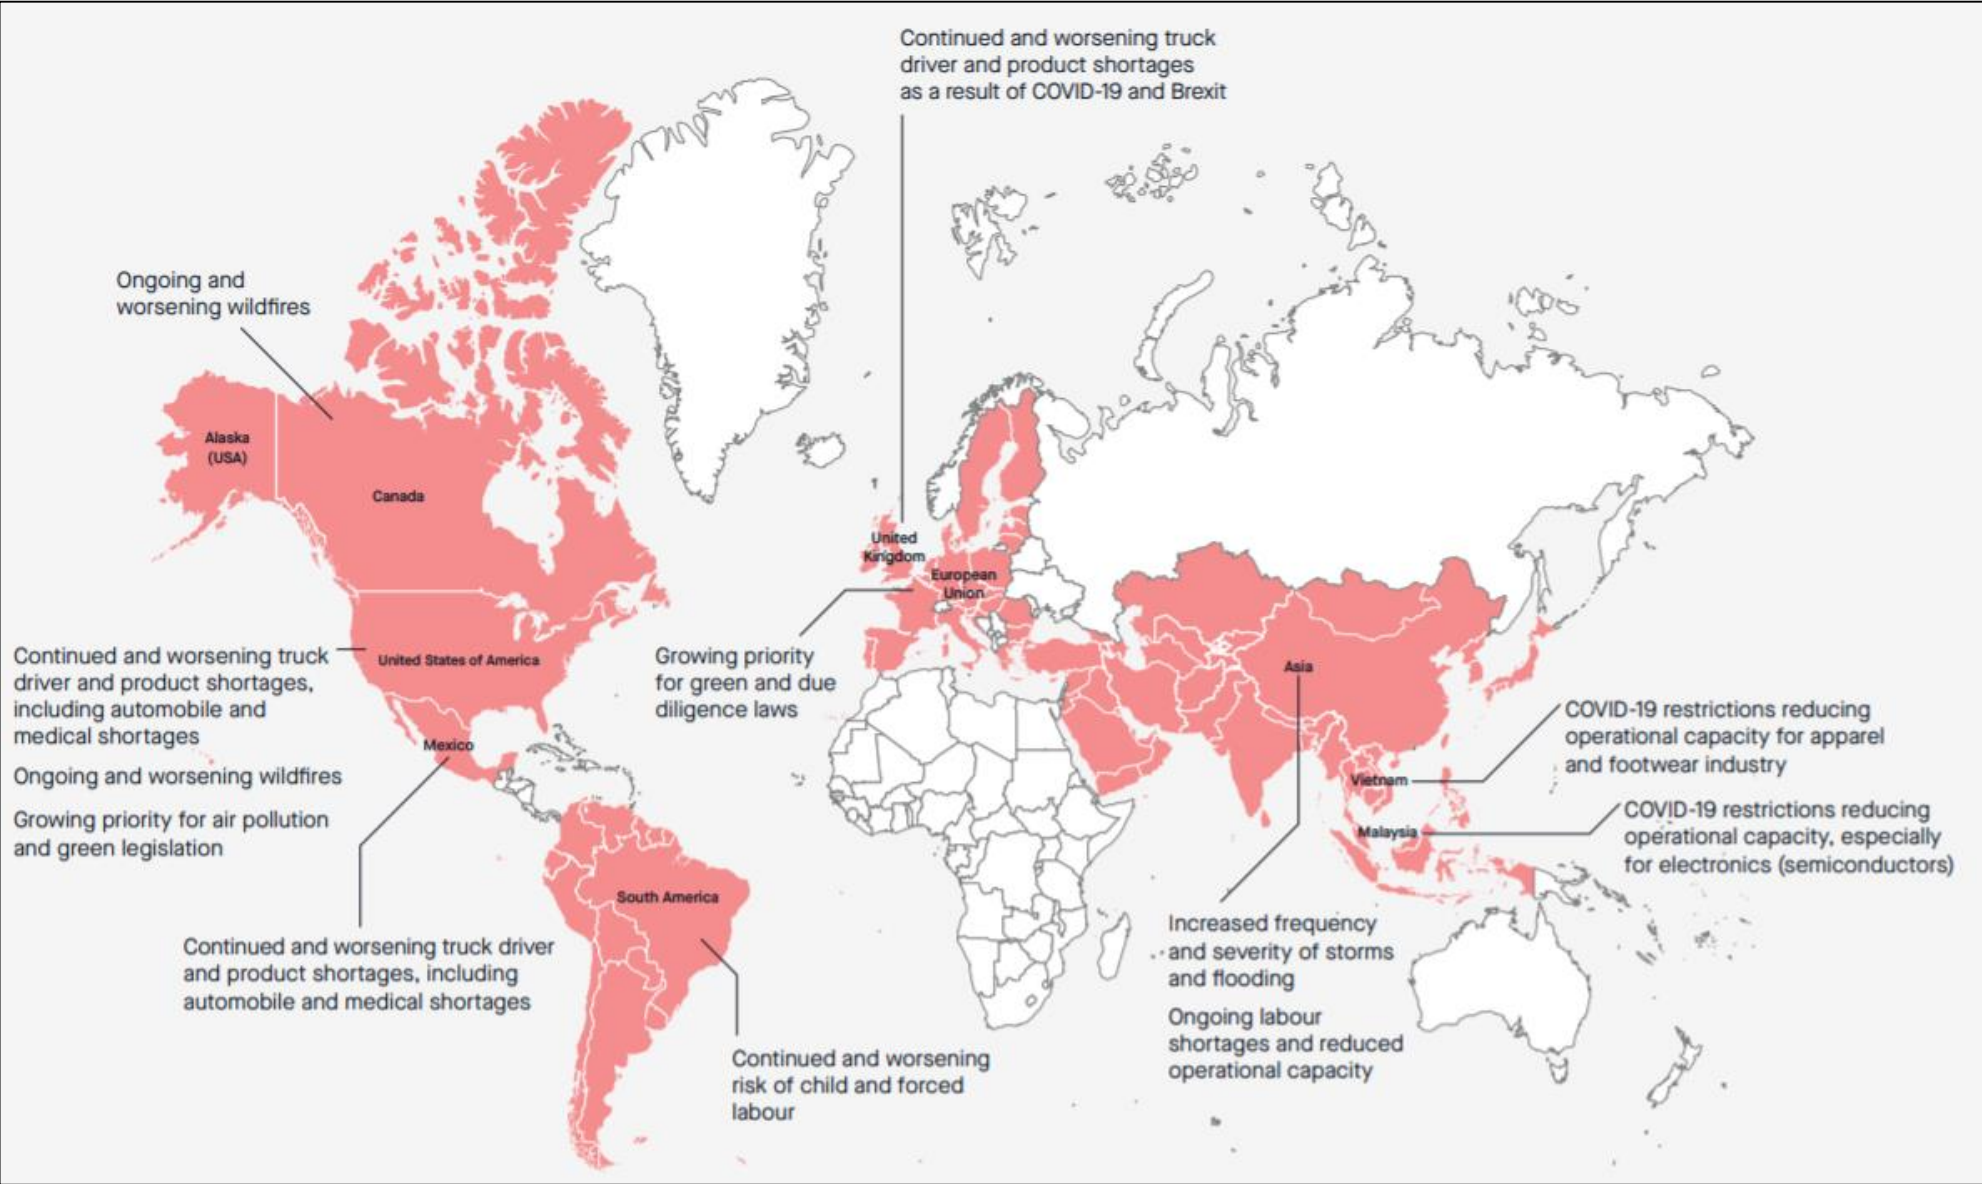 Continued and worsening truck
driver and product shortages
as a result of COVID-19 and Brexit
Ongoing and
worsening wildfires
Alaska
(USA)
Canada
United
Kingdom
European
Union
Continued and worsening truck
driver and product shortages,
including automobile and
medical shortages
Ongoing and worsening wildfires
Growing priority for air pollution
and green legislation
United States of America
Growing priority
for green and due
diligence laws
Asia
Mexico
COVID-19 restrictions reducing
operational capacity for apparel
and footwear industry
Vietnam
COVID-19 restrictions reducing
operational capacity, especially
for electronics (semiconductors)
Malaysia
South America
Continued and worsening truck driver
and product shortages, including
automobile and medical shortages
Increased frequency
and severity of storms
and flooding
Ongoing labour
shortages and reduced
operational capacity
Continued and worsening
risk of child and forced
labour